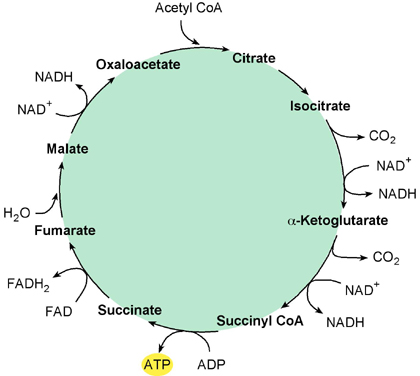 Acetyl CoA
Oxaloacetate
Citrate
Isocitrate
CO₂
NAD⁺
NADH
α-Ketoglutarate
CO₂
NAD⁺
NADH
Succinyl CoA
ADP
ATP
Succinate
FAD
FADH₂
Fumarate
H₂O
Malate
NAD⁺
NADH